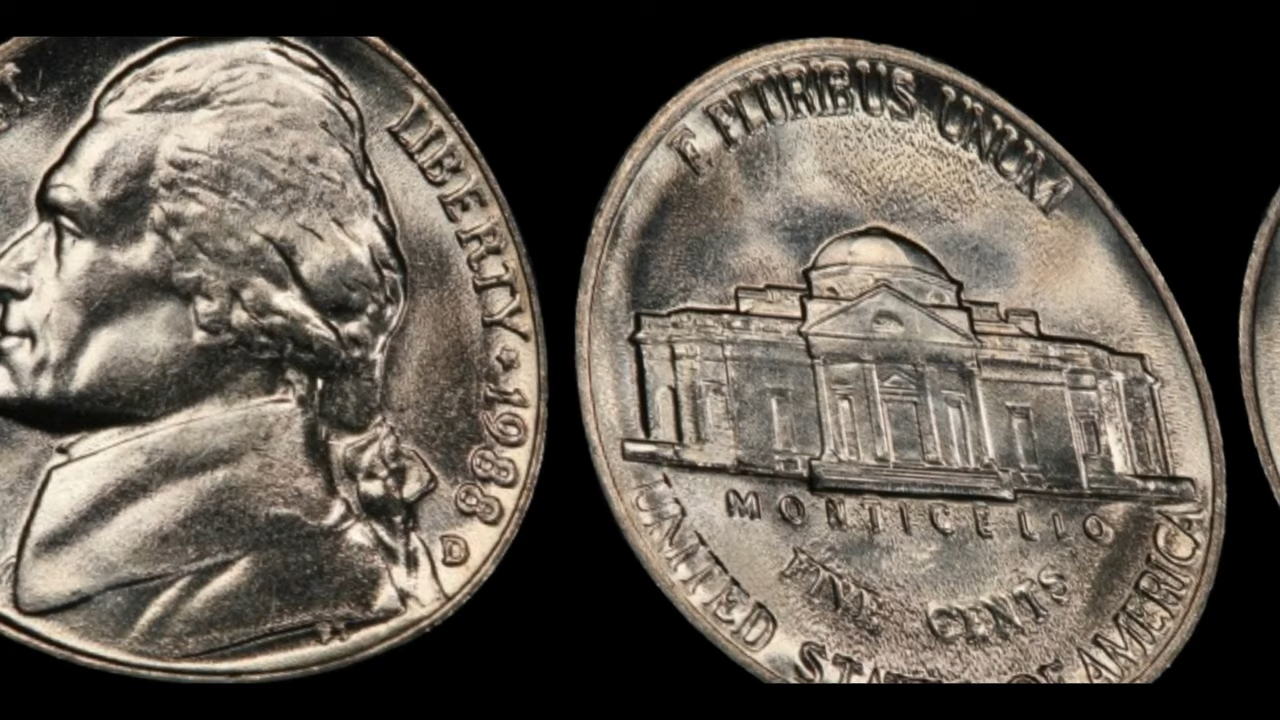 LIBERTY ★ 1988
D
E PLURIBUS UNUM
MONTICELLO
FIVE CENTS
UNITED STATES OF AMERICA